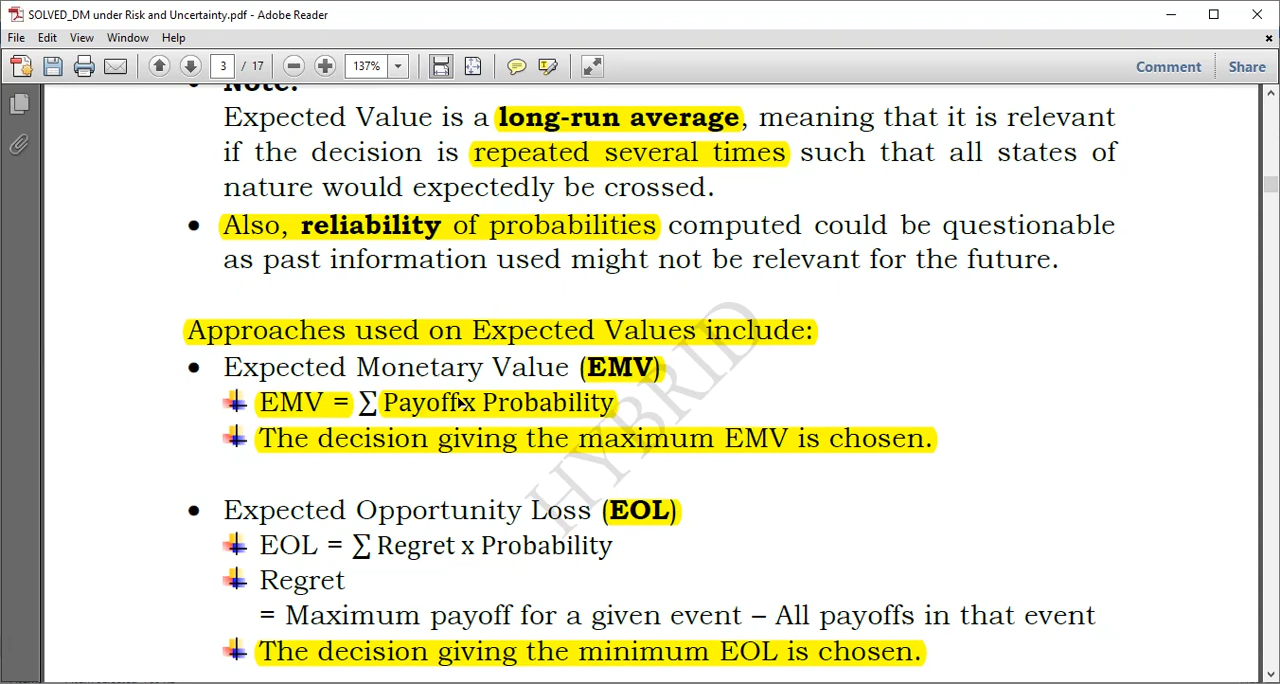 SOLVED_DM under Risk and Uncertainty.pdf - Adobe Reader
File Edit View Window Help
3 / 17 137% Comment Share
• Note:
Expected Value is a long-run average, meaning that it is relevant
if the decision is repeated several times such that all states of
nature would expectedly be crossed.
• Also, reliability of probabilities computed could be questionable
as past information used might not be relevant for the future.
Approaches used on Expected Values include:
• Expected Monetary Value (EMV)
EMV = ∑ Payoff x Probability
The decision giving the maximum EMV is chosen.
HYBRID
• Expected Opportunity Loss (EOL)
EOL = ∑ Regret x Probability
Regret
= Maximum payoff for a given event – All payoffs in that event
The decision giving the minimum EOL is chosen.